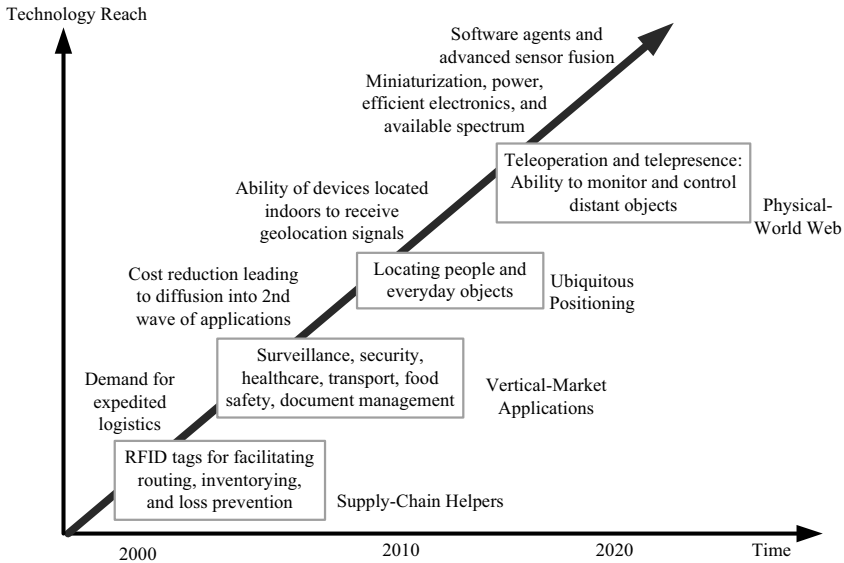 Technology Reach
Software agents and
advanced sensor fusion
Miniaturization, power,
efficient electronics, and
available spectrum
Teleoperation and telepresence:
Ability to monitor and control
distant objects
Physical-
World Web
Ability of devices located
indoors to receive
geolocation signals
Locating people and
everyday objects
Ubiquitous
Positioning
Cost reduction leading
to diffusion into 2nd
wave of applications
Surveillance, security,
healthcare, transport, food
safety, document management
Vertical-Market
Applications
Demand for
expedited
logistics
RFID tags for facilitating
routing, inventorying,
and loss prevention
Supply-Chain Helpers
2000
2010
2020
Time